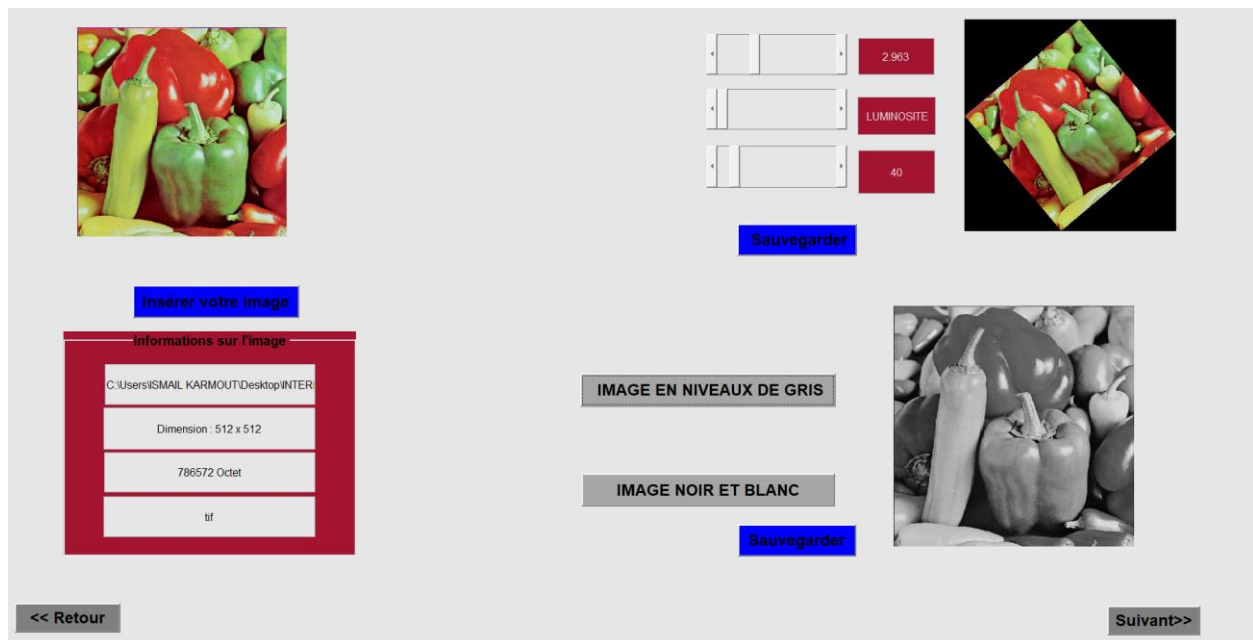 2.963
LUMINOSITE
40
Sauvegarder
Insérer votre image
Informations sur l'image
C:\Users\ISMAIL KARMOUT\Desktop\INTER
Dimension : 512 x 512
786572 Octet
tif
IMAGE EN NIVEAUX DE GRIS
IMAGE NOIR ET BLANC
Sauvegarder
<< Retour
Suivant>>